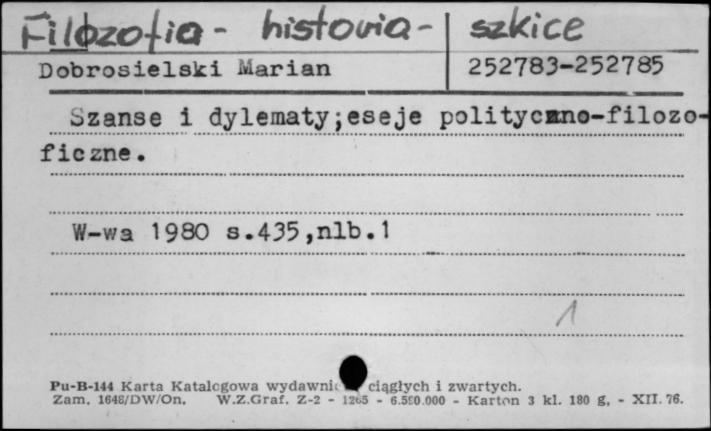 Filozofia - historia - szkice
Dobrosielski Marian 252783-252785
Szanse i dylematy;eseje polityczno-filozo-
ficzne.
W-wa 1980 s.435,nlb.1
1
Pu-B-144 Karta Katalogowa wydawni ciągłych i zwartych.
Zam. 1648/DW/On. W.Z.Graf. Z-2 - 1265 - 6.550.000 - Karton 3 kl. 180 g, - XII. 76.